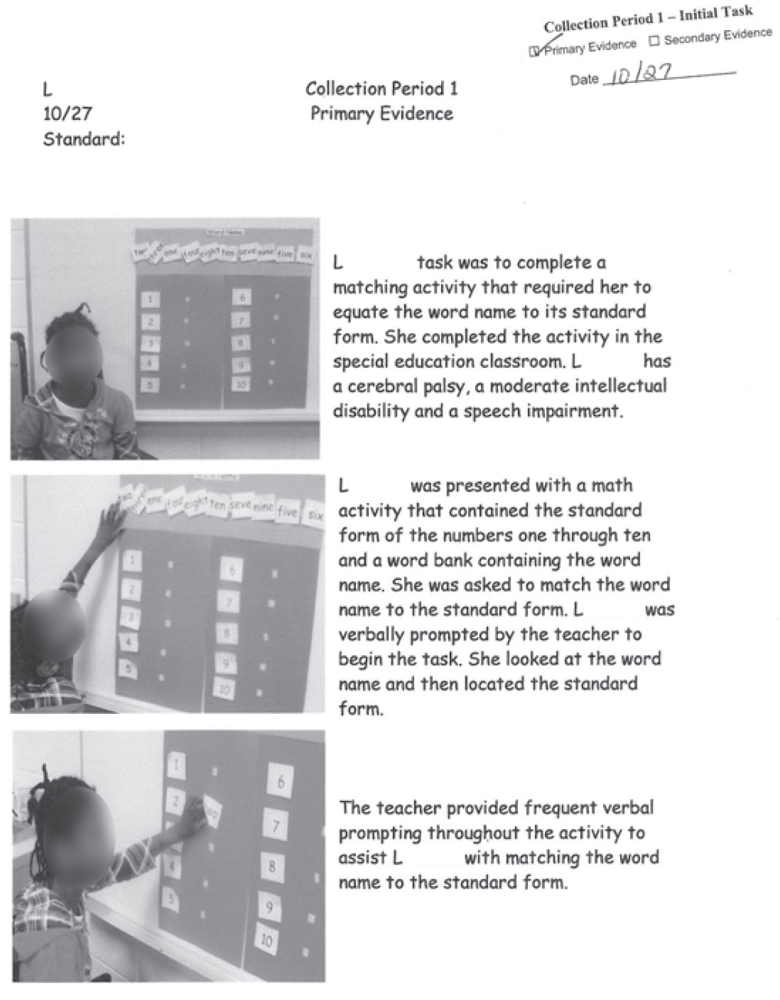 Collection Period 1 – Initial Task
Primary Evidence Secondary Evidence
Date 10/27
L
10/27
Standard:
Collection Period 1
Primary Evidence
Word Name
two three one four eight ten seve nine five six
1 6
2 7
3 8
4 9
5 10
L task was to complete a
matching activity that required her to
equate the word name to its standard
form. She completed the activity in the
special education classroom. L has
a cerebral palsy, a moderate intellectual
disability and a speech impairment.
Word Name
two three one four eight ten seve nine five six
1 6
2 7
3 8
4 9
5 10
L was presented with a math
activity that contained the standard
form of the numbers one through ten
and a word bank containing the word
name. She was asked to match the word
name to the standard form. L was
verbally prompted by the teacher to
begin the task. She looked at the word
name and then located the standard
form.
1 6
2 wo 7
4 8
5 9
10
The teacher provided frequent verbal
prompting throughout the activity to
assist L with matching the word
name to the standard form.